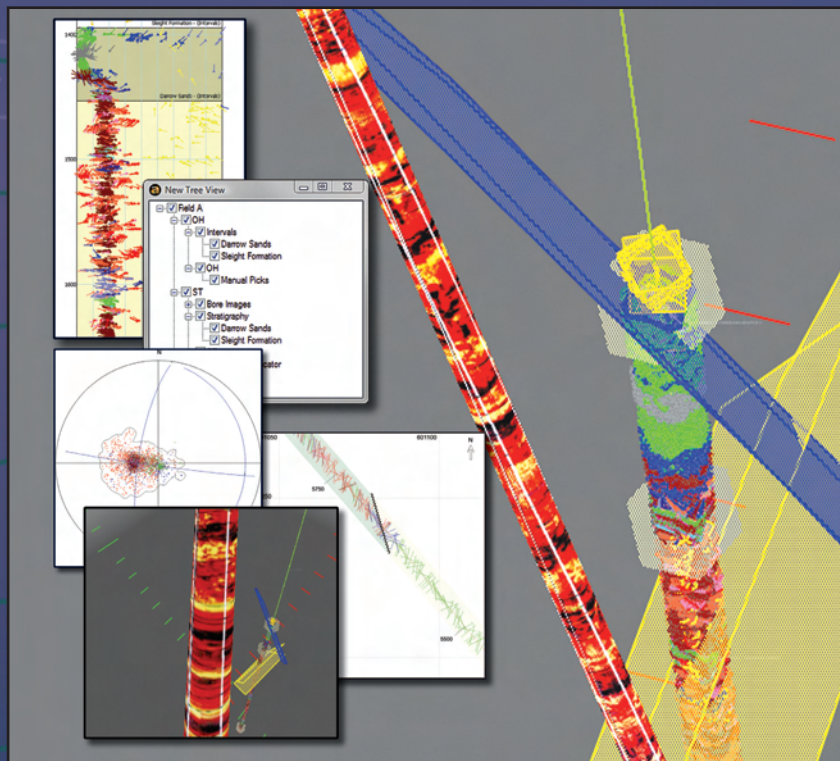 Sleight Formation - (Intervals)
1400
Darrow Sands - (Intervals)
1500
1600
New Tree View
Field A
OH
Intervals
Darrow Sands
Sleight Formation
OH
Manual Picks
ST
Bore Images
Stratigraphy
Darrow Sands
Sleight Formation
N
601100
N
5750
5500